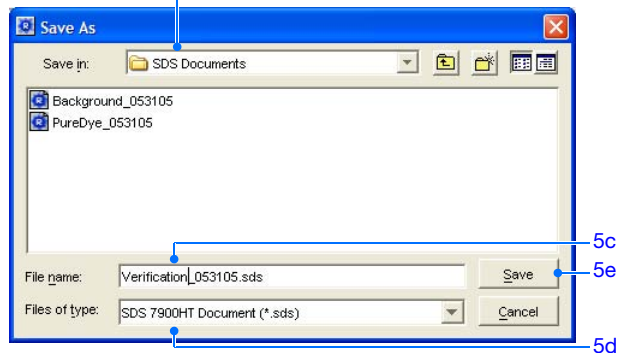 Save As
Save in: SDS Documents
Background_053105
PureDye_053105
5c
File name: Verification_053105.sds Save 5e
Files of type: SDS 7900HT Document (*.sds) Cancel
5d